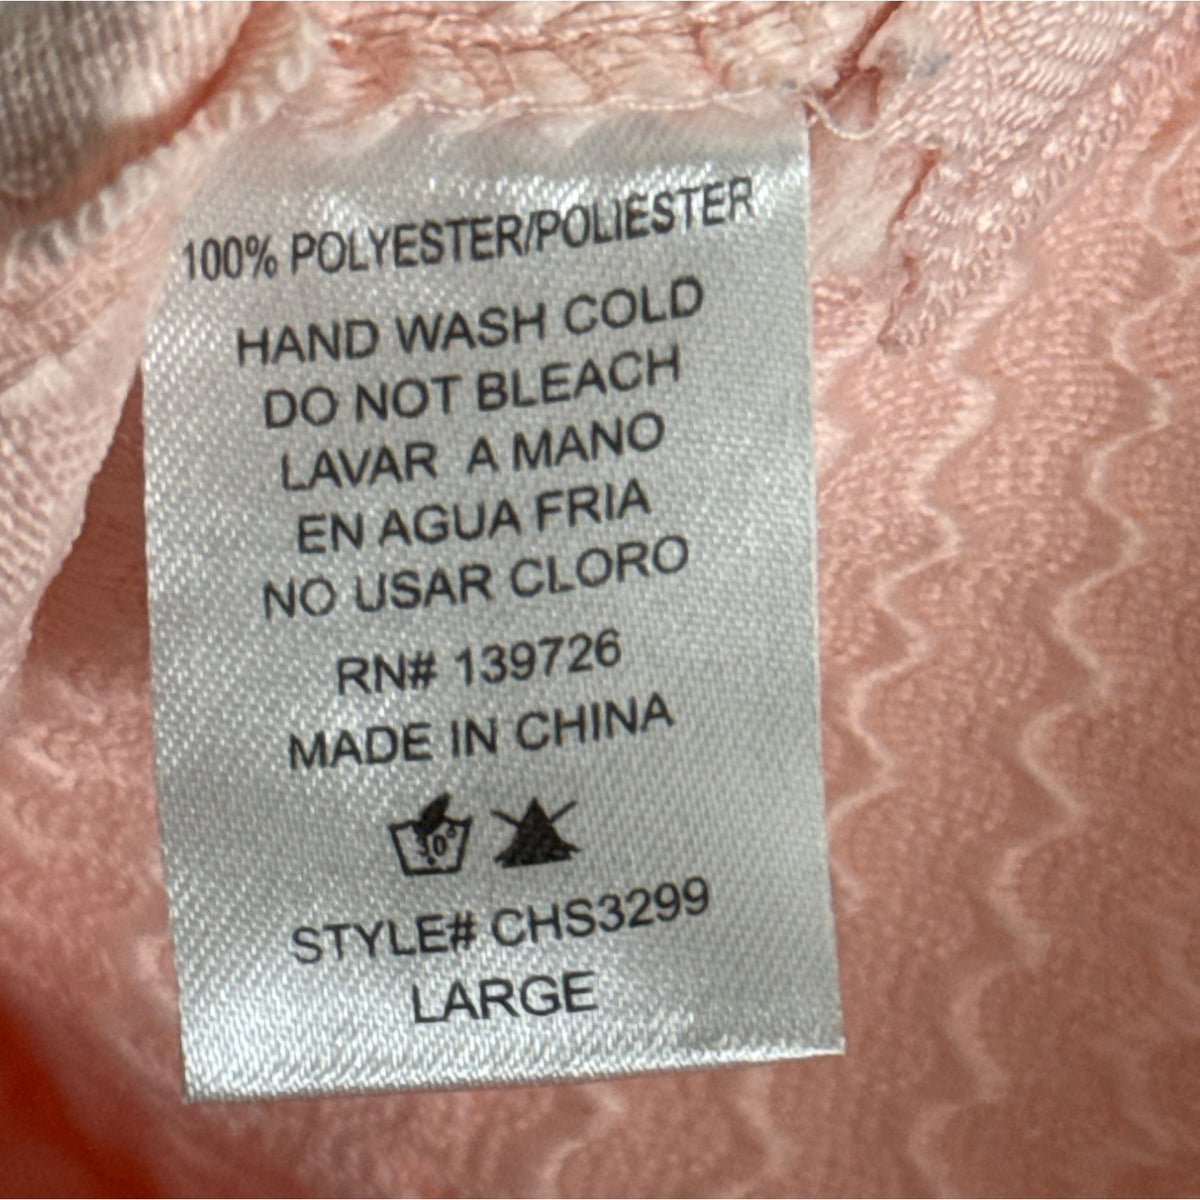 100% POLYESTER/POLIESTER
HAND WASH COLD
DO NOT BLEACH
LAVAR A MANO
EN AGUA FRIA
NO USAR CLORO
RN# 139726
MADE IN CHINA
30°
STYLE# CHS3299
LARGE